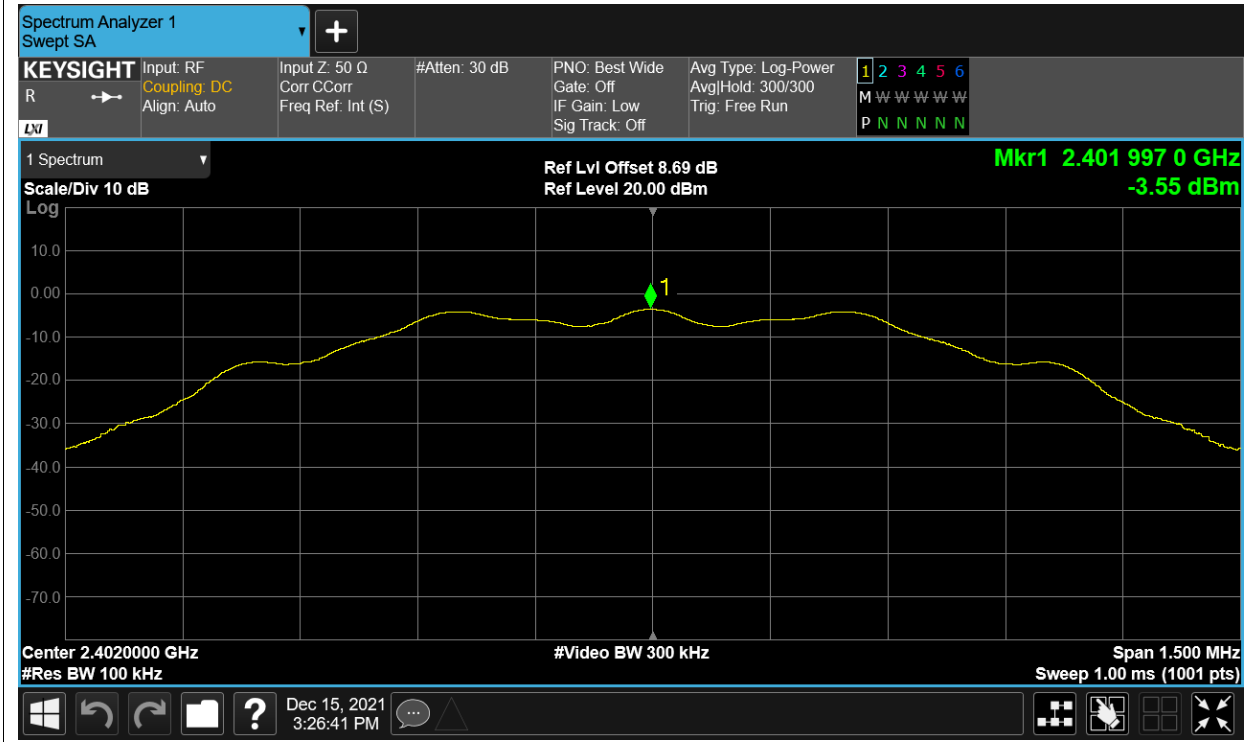 Spectrum Analyzer 1
Swept SA
KEYSIGHT
R
LXI
Input: RF
Coupling: DC
Align: Auto
Input Z: 50 Ω
Corr CCorr
Freq Ref: Int (S)
#Atten: 30 dB
PNO: Best Wide
Gate: Off
IF Gain: Low
Sig Track: Off
Avg Type: Log-Power
Avg|Hold: 300/300
Trig: Free Run
1 2 3 4 5 6
M W W W W W W
P N N N N N N
1 Spectrum
Scale/Div 10 dB
Log
Ref Lvl Offset 8.69 dB
Ref Level 20.00 dBm
Mkr1 2.401 997 0 GHz
-3.55 dBm
1
10.0
0.00
-10.0
-20.0
-30.0
-40.0
-50.0
-60.0
-70.0
Center 2.4020000 GHz
#Video BW 300 kHz
Span 1.500 MHz
#Res BW 100 kHz
Sweep 1.00 ms (1001 pts)
?
Dec 15, 2021
3:26:41 PM